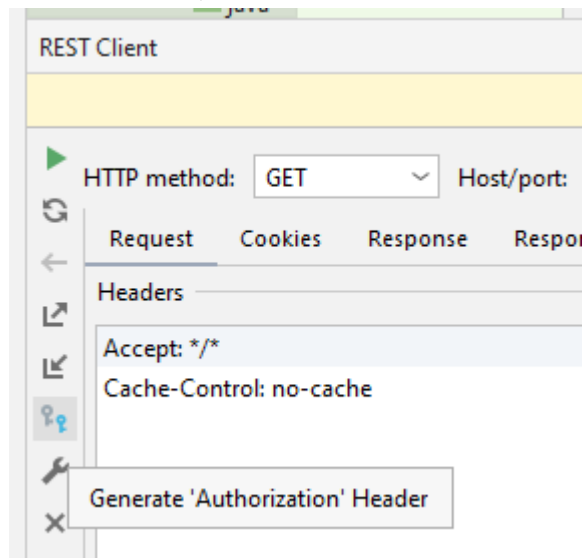 java
REST Client
HTTP method: GET Host/port:
Request Cookies Response
Headers
Accept: */*
Cache-Control: no-cache
Generate 'Authorization' Header